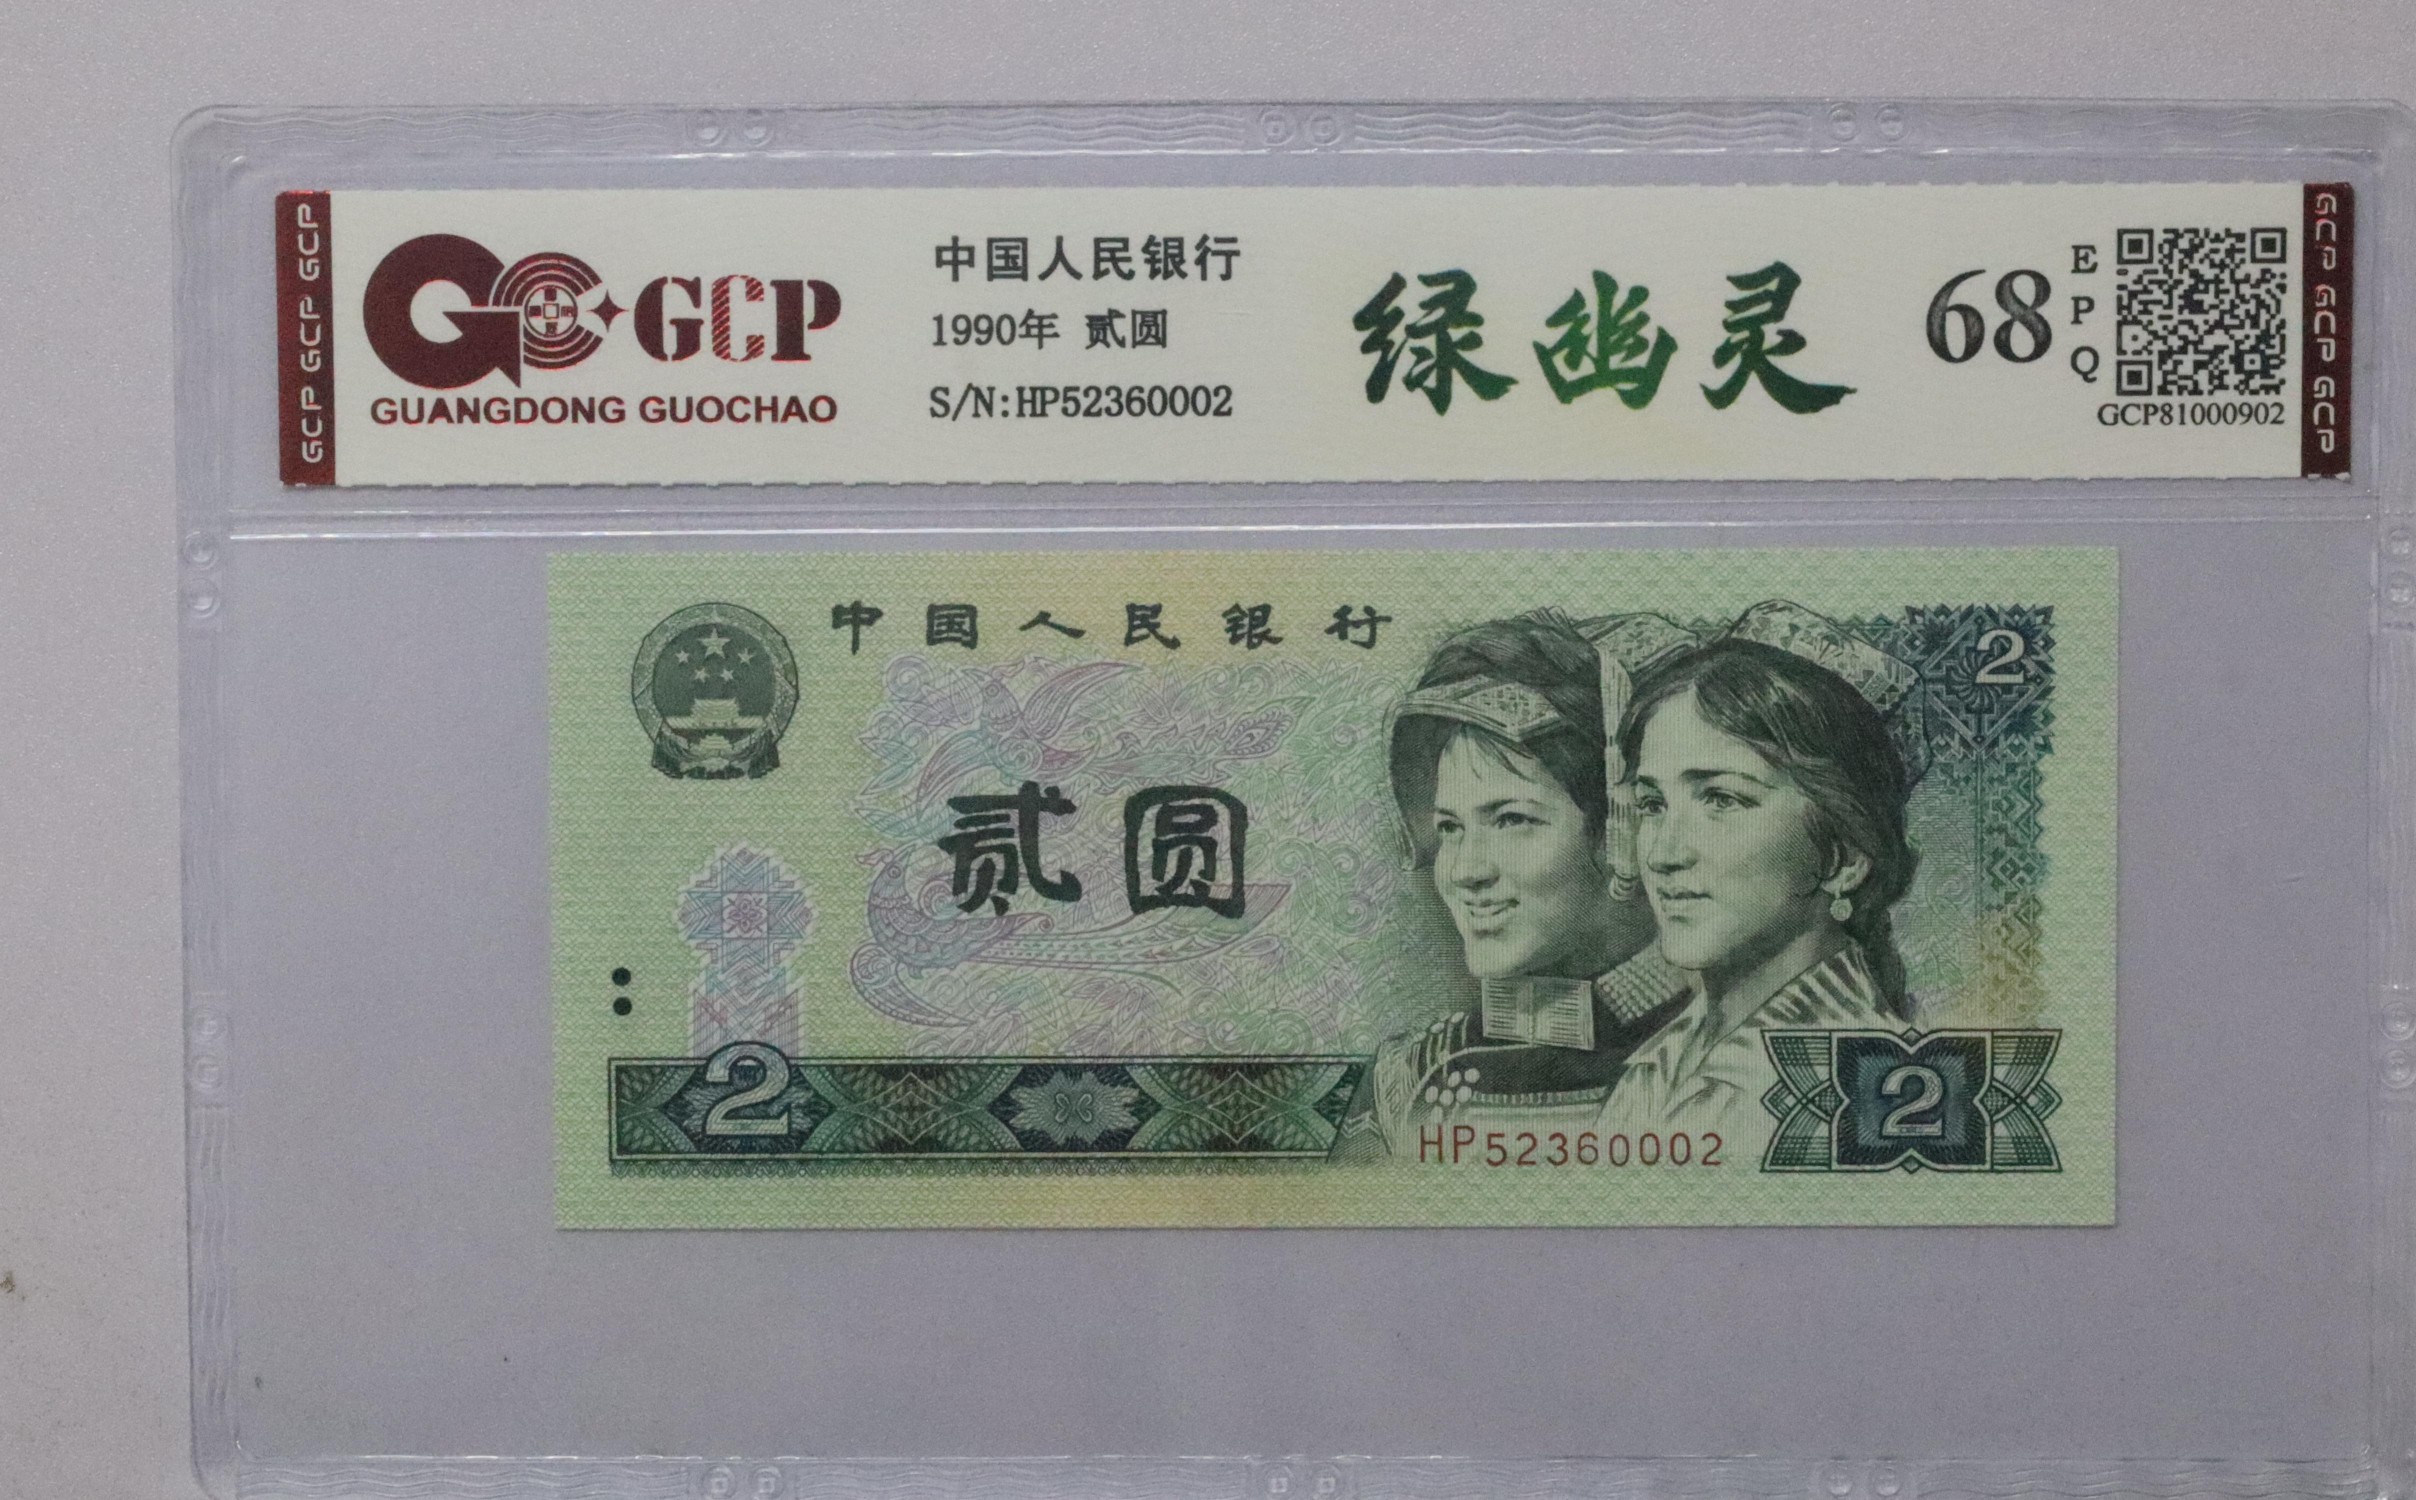 GCP GCP GCP
GCP
GUANGDONG GUOCHAO
中国人民银行
1990年 贰圆
S/N:HP52360002
绿幽灵
68
EPQ
GCP81000902
GCP GCP GCP
中国人民银行
2
贰圆
2
2
HP52360002